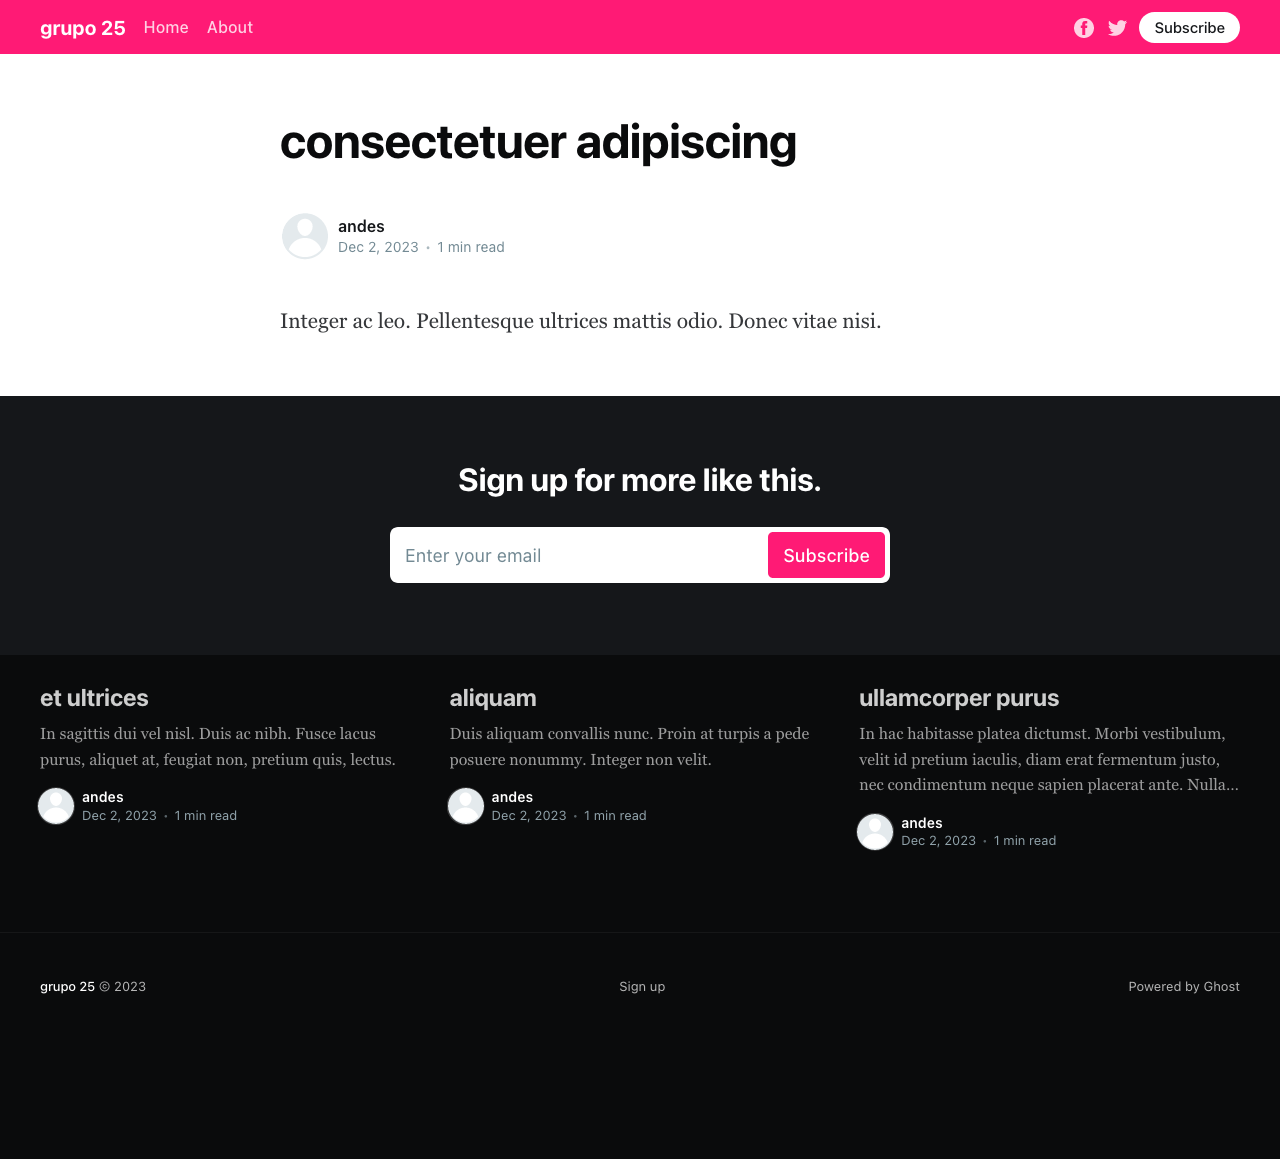 grupo 25 Home About Subscribe
consectetuer adipiscing
andes
Dec 2, 2023 • 1 min read
Integer ac leo. Pellentesque ultrices mattis odio. Donec vitae nisi.
Sign up for more like this.
Enter your email Subscribe
et ultrices
In sagittis dui vel nisl. Duis ac nibh. Fusce lacus
purus, aliquet at, feugiat non, pretium quis, lectus.
andes
Dec 2, 2023 • 1 min read
aliquam
Duis aliquam convallis nunc. Proin at turpis a pede
posuere nonummy. Integer non velit.
andes
Dec 2, 2023 • 1 min read
ullamcorper purus
In hac habitasse platea dictumst. Morbi vestibulum,
velit id pretium iaculis, diam erat fermentum justo,
nec condimentum neque sapien placerat ante. Nulla…
andes
Dec 2, 2023 • 1 min read
grupo 25 © 2023 Sign up Powered by Ghost